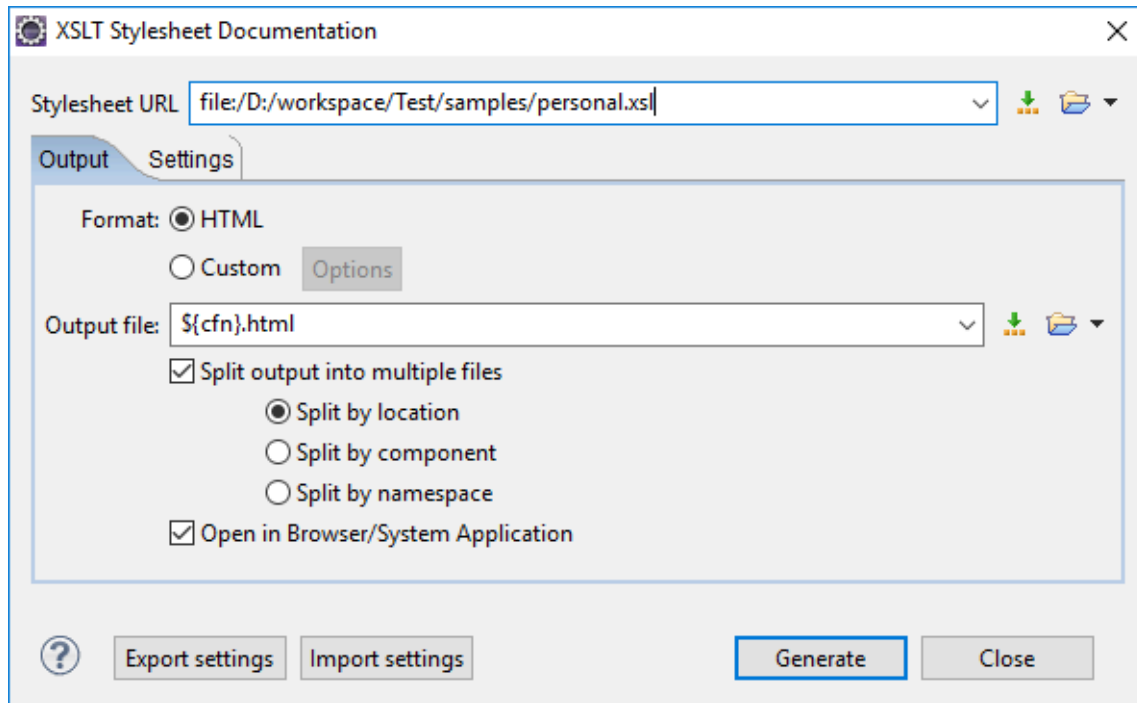 XSLT Stylesheet Documentation
Stylesheet URL file:/D:/workspace/Test/samples/personal.xsl
Output Settings
Format: HTML
Custom Options
Output file: ${cfn}.html
Split output into multiple files
Split by location
Split by component
Split by namespace
Open in Browser/System Application
? Export settings Import settings Generate Close